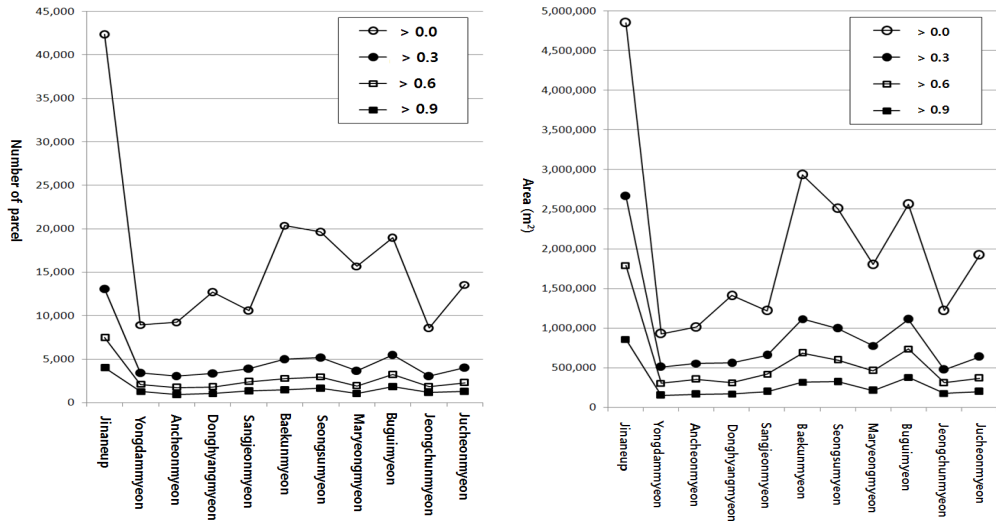 45,000
40,000
35,000
30,000
25,000
20,000
15,000
10,000
5,000
0
Number of parcel
> 0.0
> 0.3
> 0.6
> 0.9
Jinaneup
Yongdammyeon
Ancheonmyeon
Donghyangmyeon
Sangjeonmyeon
Baekunmyeon
Seongsumyeon
Maryeongmyeon
Buguimyeon
Jeongchunmyeon
Jucheonmyeon
5,000,000
4,500,000
4,000,000
3,500,000
3,000,000
2,500,000
2,000,000
1,500,000
1,000,000
500,000
0
Area (m²)
> 0.0
> 0.3
> 0.6
> 0.9
Jinaneup
Yongdammyeon
Ancheonmyeon
Donghyangmyeon
Sangjeonmyeon
Baekunmyeon
Seongsumyeon
Maryeongmyeon
Buguimyeon
Jeongchunmyeon
Jucheonmyeon